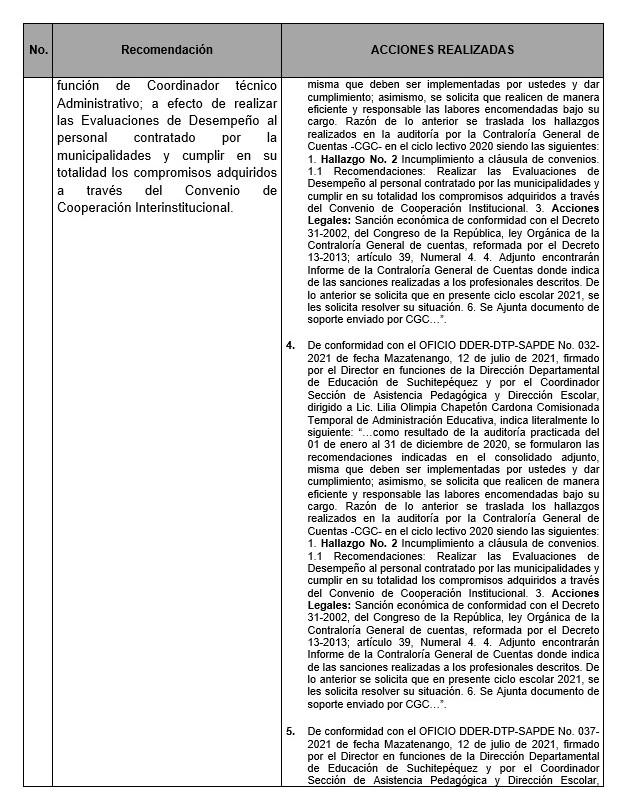 No.
Recomendación
ACCIONES REALIZADAS
función de Coordinador técnico
Administrativo; a efecto de realizar
las Evaluaciones de Desempeño al
personal contratado por la
municipalidades y cumplir en su
totalidad los compromisos adquiridos
a través del Convenio de
Cooperación Interinstitucional.
misma que deben ser implementadas por ustedes y dar
cumplimiento; asimismo, se solicita que realicen de manera
eficiente y responsable las labores encomendadas bajo su
cargo. Razón de lo anterior se traslada los hallazgos
realizados en la auditoría por la Contraloría General de
Cuentas -CGC- en el ciclo lectivo 2020 siendo las siguientes:
1. Hallazgo No. 2 Incumplimiento a cláusula de convenios.
1.1 Recomendaciones: Realizar las Evaluaciones de
Desempeño al personal contratado por las municipalidades y
cumplir en su totalidad los compromisos adquiridos a través
del Convenio de Cooperación Institucional. 3. Acciones
Legales: Sanción económica de conformidad con el Decreto
31-2002, del Congreso de la República, ley Orgánica de la
Contraloría General de cuentas, reformada por el Decreto
13-2013; artículo 39, Numeral 4. 4. Adjunto encontrarán
Informe de la Contraloría General de Cuentas donde indica
de las sanciones realizadas a los profesionales descritos. De
lo anterior se solicita que en presente ciclo escolar 2021, se
les solicita resolver su situación. 6. Se Ajunta documento de
soporte enviado por CGC…”.
4. De conformidad con el OFICIO DDER-DTP-SAPDE No. 032-
2021 de fecha Mazatenango, 12 de julio de 2021, firmado
por el Director en funciones de la Dirección Departamental
de Educación de Suchitepéquez y por el Coordinador
Sección de Asistencia Pedagógica y Dirección Escolar,
dirigido a Lic. Lilia Olimpia Chapetón Cardona Comisionada
Temporal de Administración Educativa, indica literalmente lo
siguiente: “…como resultado de la auditoría practicada del
01 de enero al 31 de diciembre de 2020, se formularon las
recomendaciones indicadas en el consolidado adjunto,
misma que deben ser implementadas por ustedes y dar
cumplimiento; asimismo, se solicita que realicen de manera
eficiente y responsable las labores encomendadas bajo su
cargo. Razón de lo anterior se traslada los hallazgos
realizados en la auditoría por la Contraloría General de
Cuentas -CGC- en el ciclo lectivo 2020 siendo las siguientes:
1. Hallazgo No. 2 Incumplimiento a cláusula de convenios.
1.1 Recomendaciones: Realizar las Evaluaciones de
Desempeño al personal contratado por las municipalidades y
cumplir en su totalidad los compromisos adquiridos a través
del Convenio de Cooperación Institucional. 3. Acciones
Legales: Sanción económica de conformidad con el Decreto
31-2002, del Congreso de la República, ley Orgánica de la
Contraloría General de cuentas, reformada por el Decreto
13-2013; artículo 39, Numeral 4. 4. Adjunto encontrarán
Informe de la Contraloría General de Cuentas donde indica
de las sanciones realizadas a los profesionales descritos. De
lo anterior se solicita que en presente ciclo escolar 2021, se
les solicita resolver su situación. 6. Se Ajunta documento de
soporte enviado por CGC…”.
5. De conformidad con el OFICIO DDER-DTP-SAPDE No. 037-
2021 de fecha Mazatenango, 12 de julio de 2021, firmado
por el Director en funciones de la Dirección Departamental
de Educación de Suchitepéquez y por el Coordinador
Sección de Asistencia Pedagógica y Dirección Escolar,